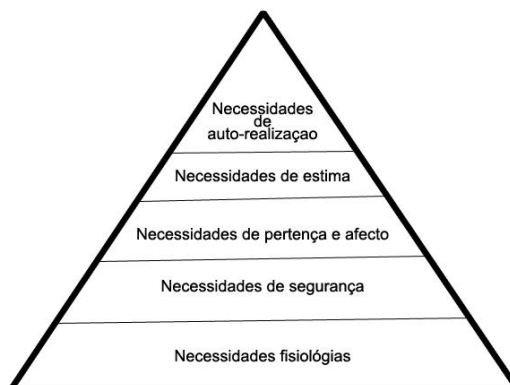 Necessidades
de
auto-realizaçao
Necessidades de estima
Necessidades de pertença e afecto
Necessidades de segurança
Necessidades fisiológias